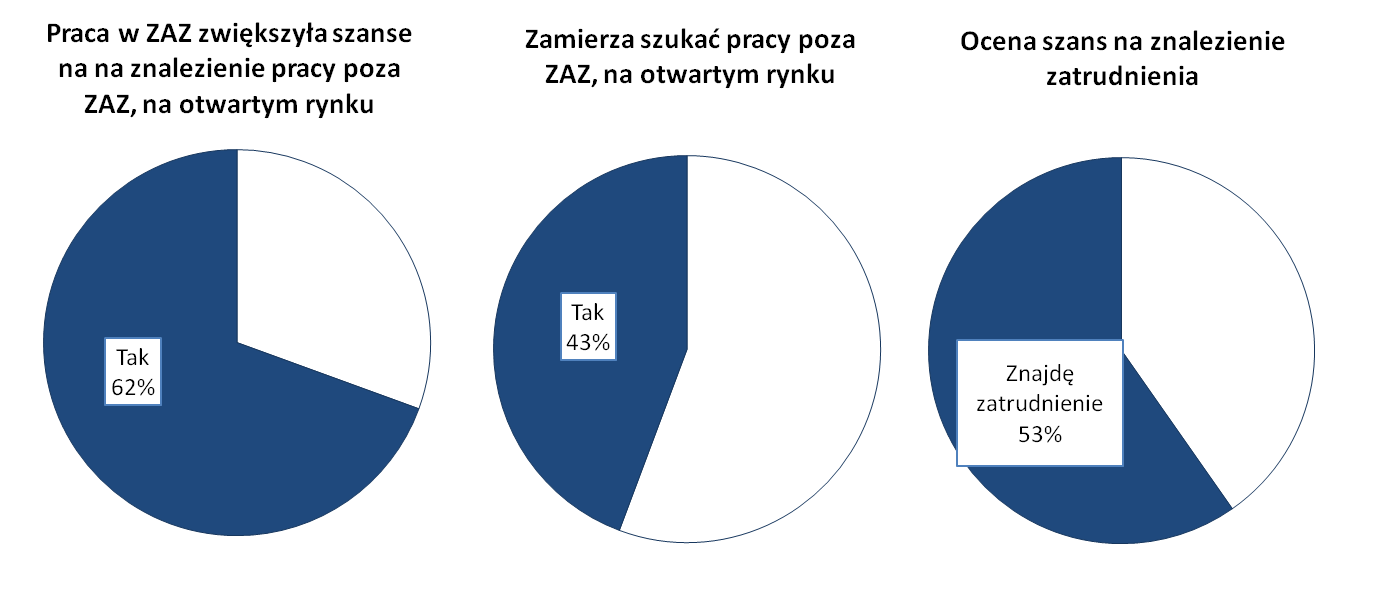 Praca w ZAZ zwiększyła szanse
na na znalezienie pracy poza
ZAZ, na otwartym rynku
Tak
62%
Zamierza szukać pracy poza
ZAZ, na otwartym rynku
Tak
43%
Ocena szans na znalezienie
zatrudnienia
Znajdę
zatrudnienie
53%